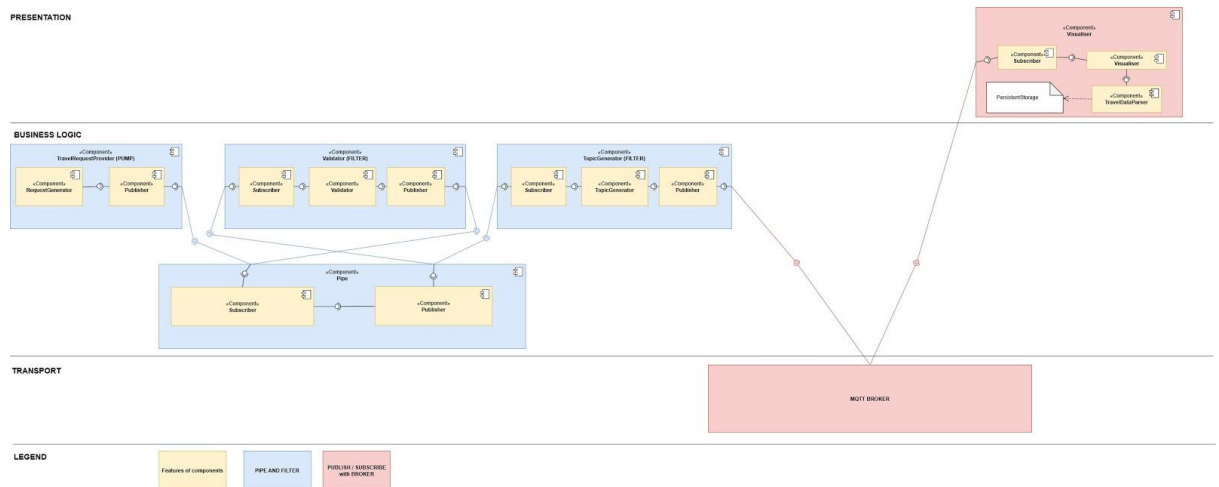 PRESENTATION
«Component»
Visualiser
«Component»
Subscriber
«Component»
Visualiser
PersistentStorage
«Component»
TravelDataParser
BUSINESS LOGIC
«Component»
TravelRequestProvider (PUMP)
«Component»
RequestGenerator
«Component»
Publisher
«Component»
Validator (FILTER)
«Component»
Subscriber
«Component»
Validator
«Component»
Publisher
«Component»
TopicGenerator (FILTER)
«Component»
Subscriber
«Component»
TopicGenerator
«Component»
Publisher
«Component»
Pipe
«Component»
Subscriber
«Component»
Publisher
TRANSPORT
MQTT BROKER
LEGEND
Features of components
PIPE AND FILTER
PUBLISH / SUBSCRIBE
with BROKER